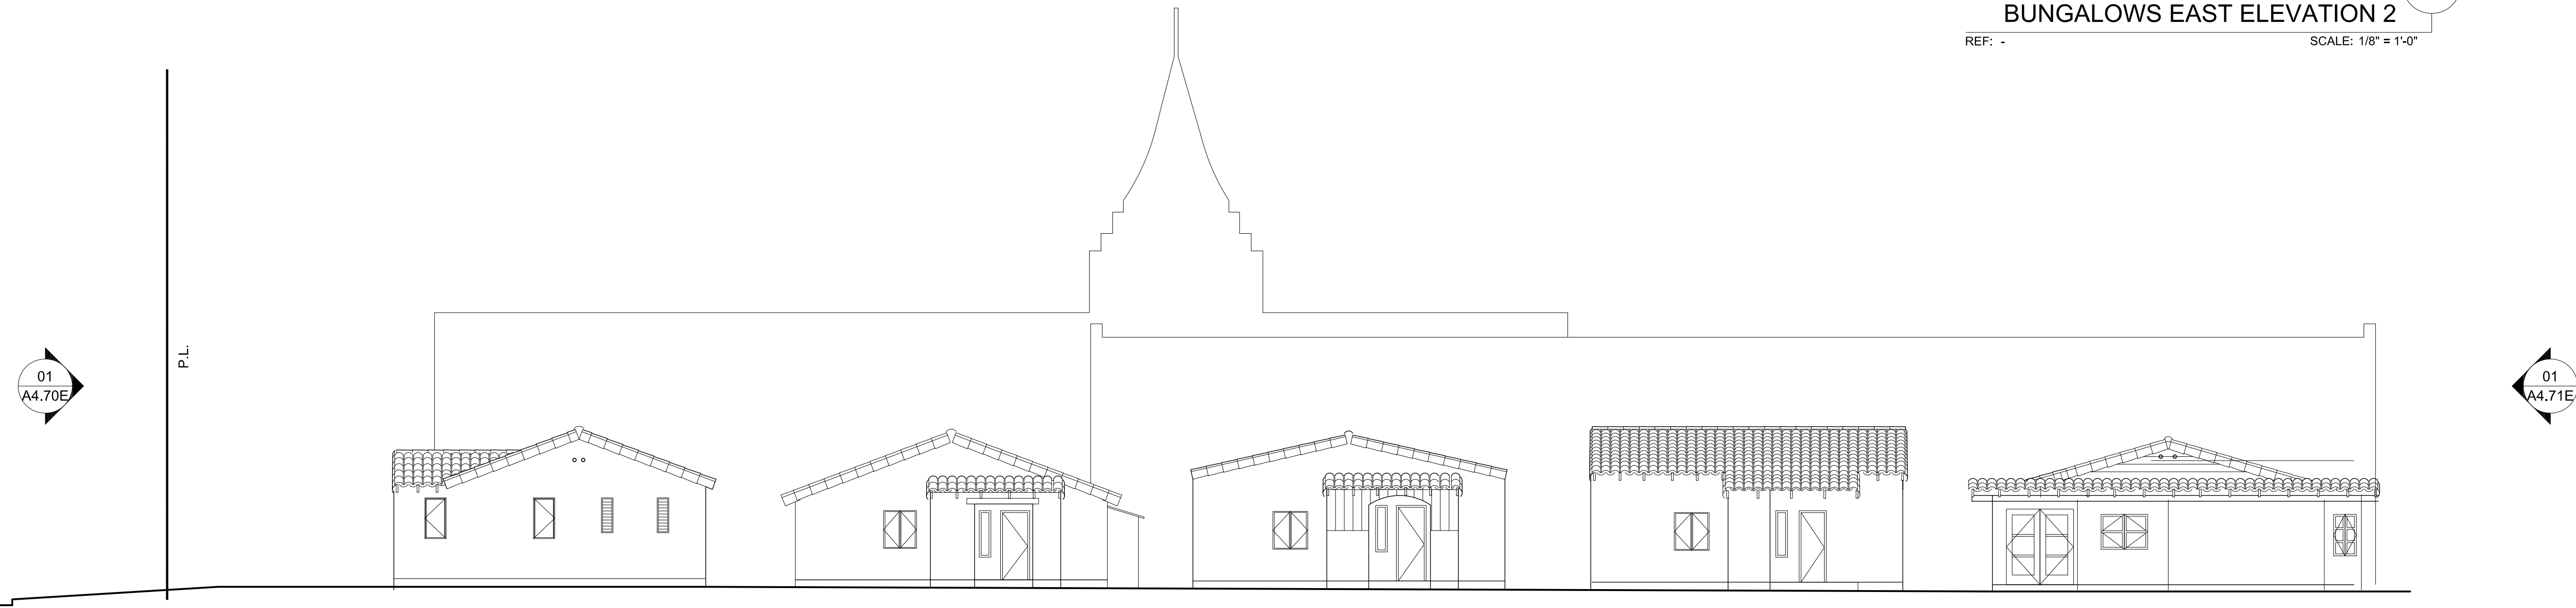 BUNGALOWS EAST ELEVATION 2
REF: -
SCALE: 1/8" = 1'-0"
P.L.
01
A4.70E
01
A4.71E